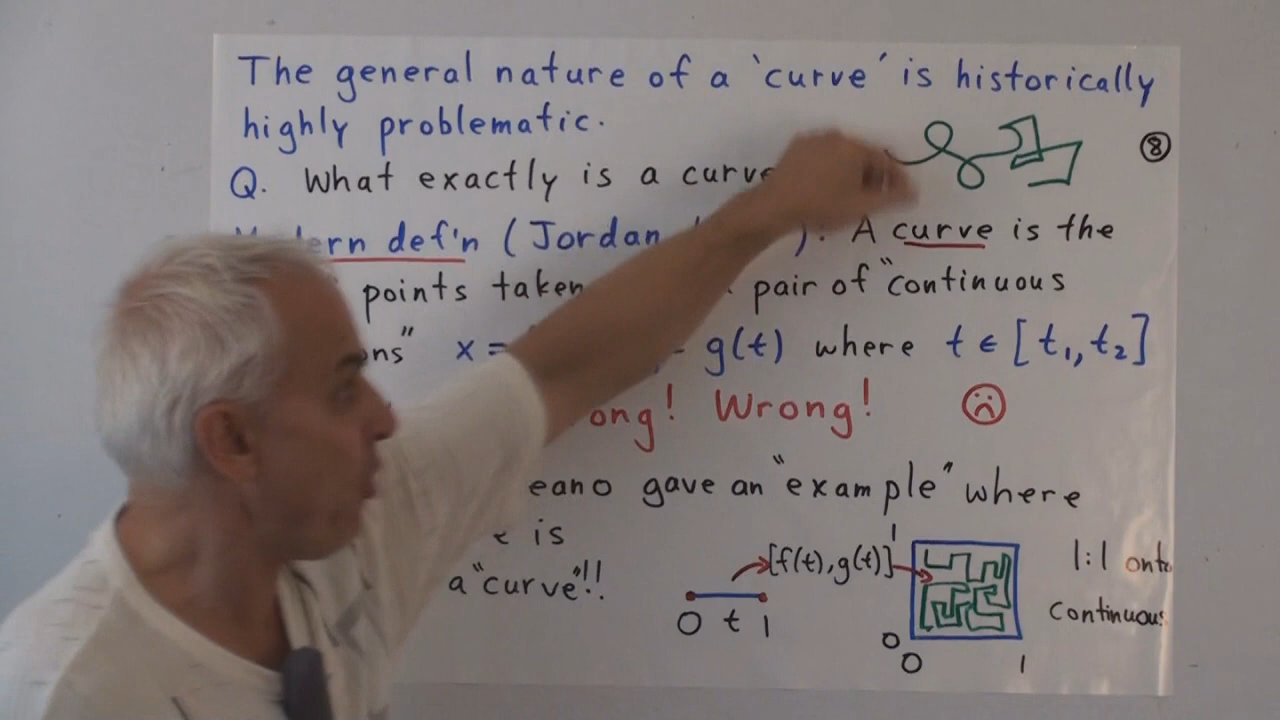 The general nature of a 'curve' is historically
highly problematic.
8
Q. What exactly is a curve
def'n (Jordan ). A curve is the
points taken pair of "continuous
x = g(t) where t ∈ [t₁, t₂]
Wrong!
gave an "example" where
is
a "curve"!!
[f(t), g(t)]
1
1:1 onto
continuous
0 t 1
0
0 1